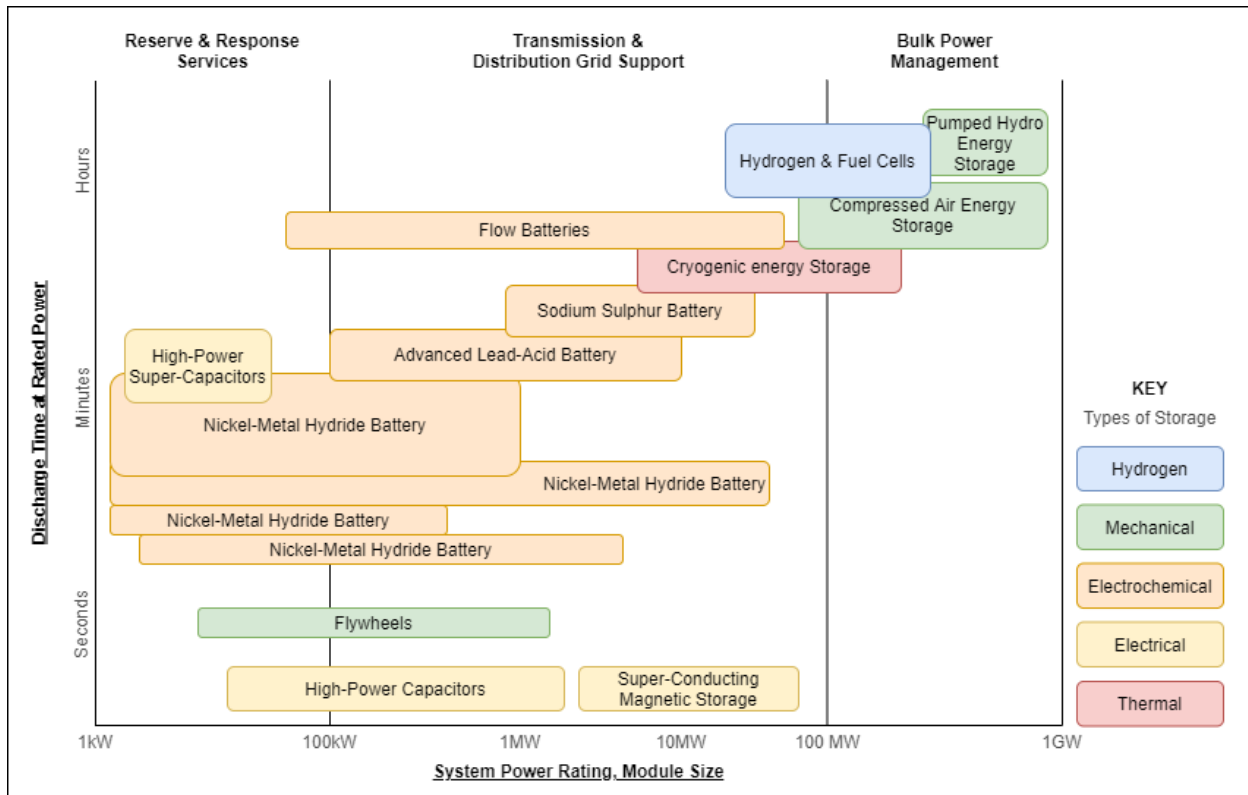 Reserve & Response
Services
Transmission &
Distribution Grid Support
Bulk Power
Management
Discharge Time at Rated Power
Hours
Minutes
Seconds
Pumped Hydro
Energy
Storage
Hydrogen & Fuel Cells
Compressed Air Energy
Storage
Flow Batteries
Cryogenic energy Storage
Sodium Sulphur Battery
High-Power
Super-Capacitors
Advanced Lead-Acid Battery
Nickel-Metal Hydride Battery
Nickel-Metal Hydride Battery
Nickel-Metal Hydride Battery
Nickel-Metal Hydride Battery
Flywheels
High-Power Capacitors
Super-Conducting
Magnetic Storage
1kW
100kW
1MW
10MW
100 MW
1GW
System Power Rating, Module Size
KEY
Types of Storage
Hydrogen
Mechanical
Electrochemical
Electrical
Thermal